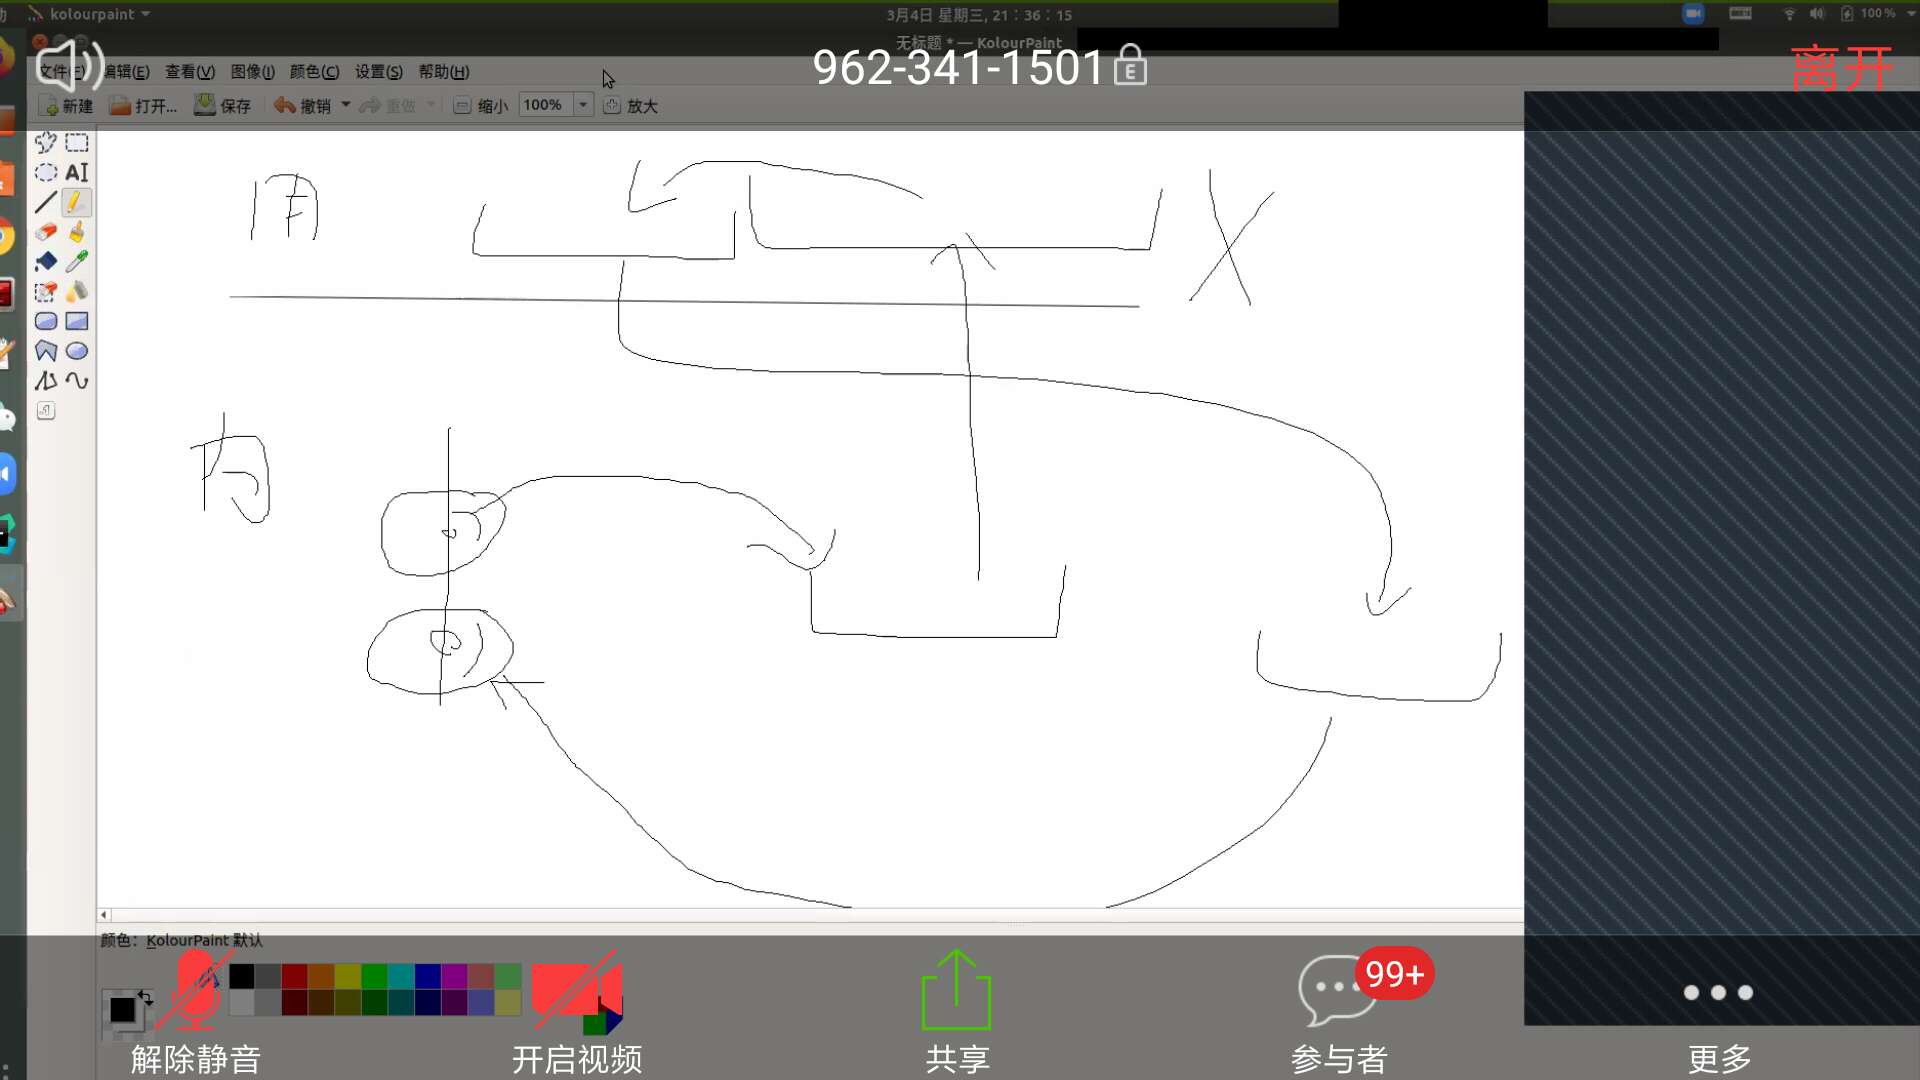 kolourpaint
3月4日 星期三, 21：36：15
100%
无标题 * — KolourPaint
962-341-1501
E
离开
文件(F) 编辑(E) 查看(V) 图像(I) 颜色(C) 设置(S) 帮助(H)
新建 打开... 保存 撤销 重做 缩小 100% 放大
AI
用
内
颜色：KolourPaint 默认
99+
解除静音 开启视频 共享 参与者 更多